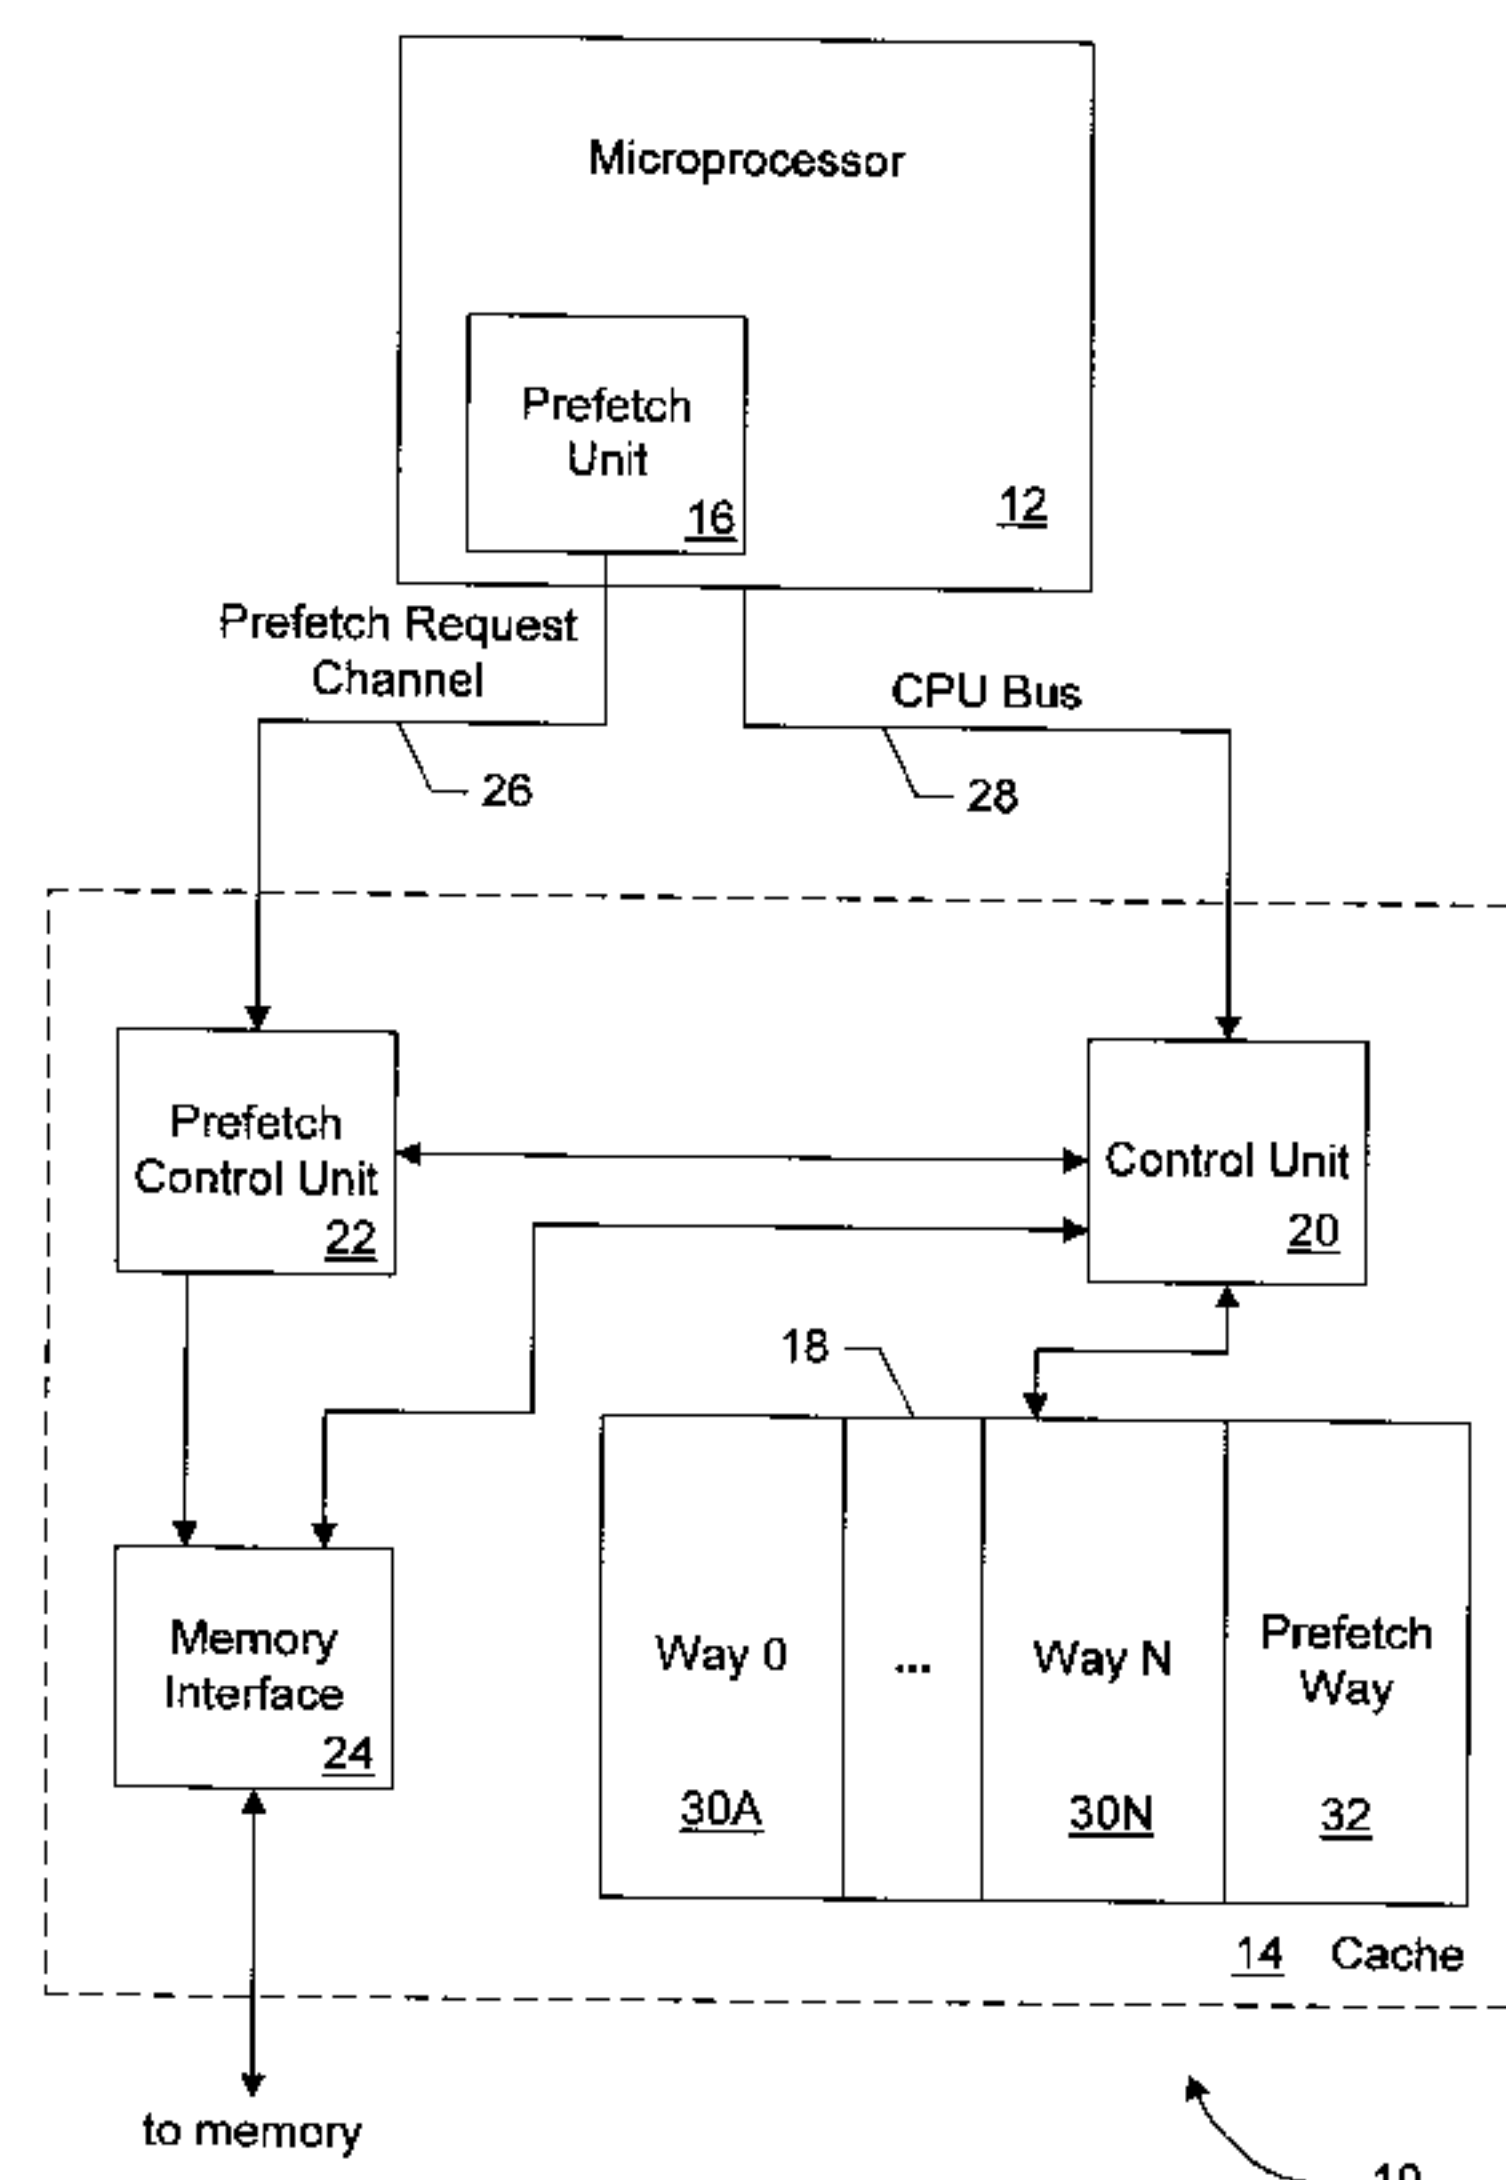 Microprocessor
Prefetch
Unit
16
12
Prefetch Request
Channel
CPU Bus
26
28
Prefetch
Control Unit
22
Control Unit
20
18
Memory
Interface
24
Way 0
...
Way N
Prefetch
Way
30A
30N
32
14 Cache
to memory
10